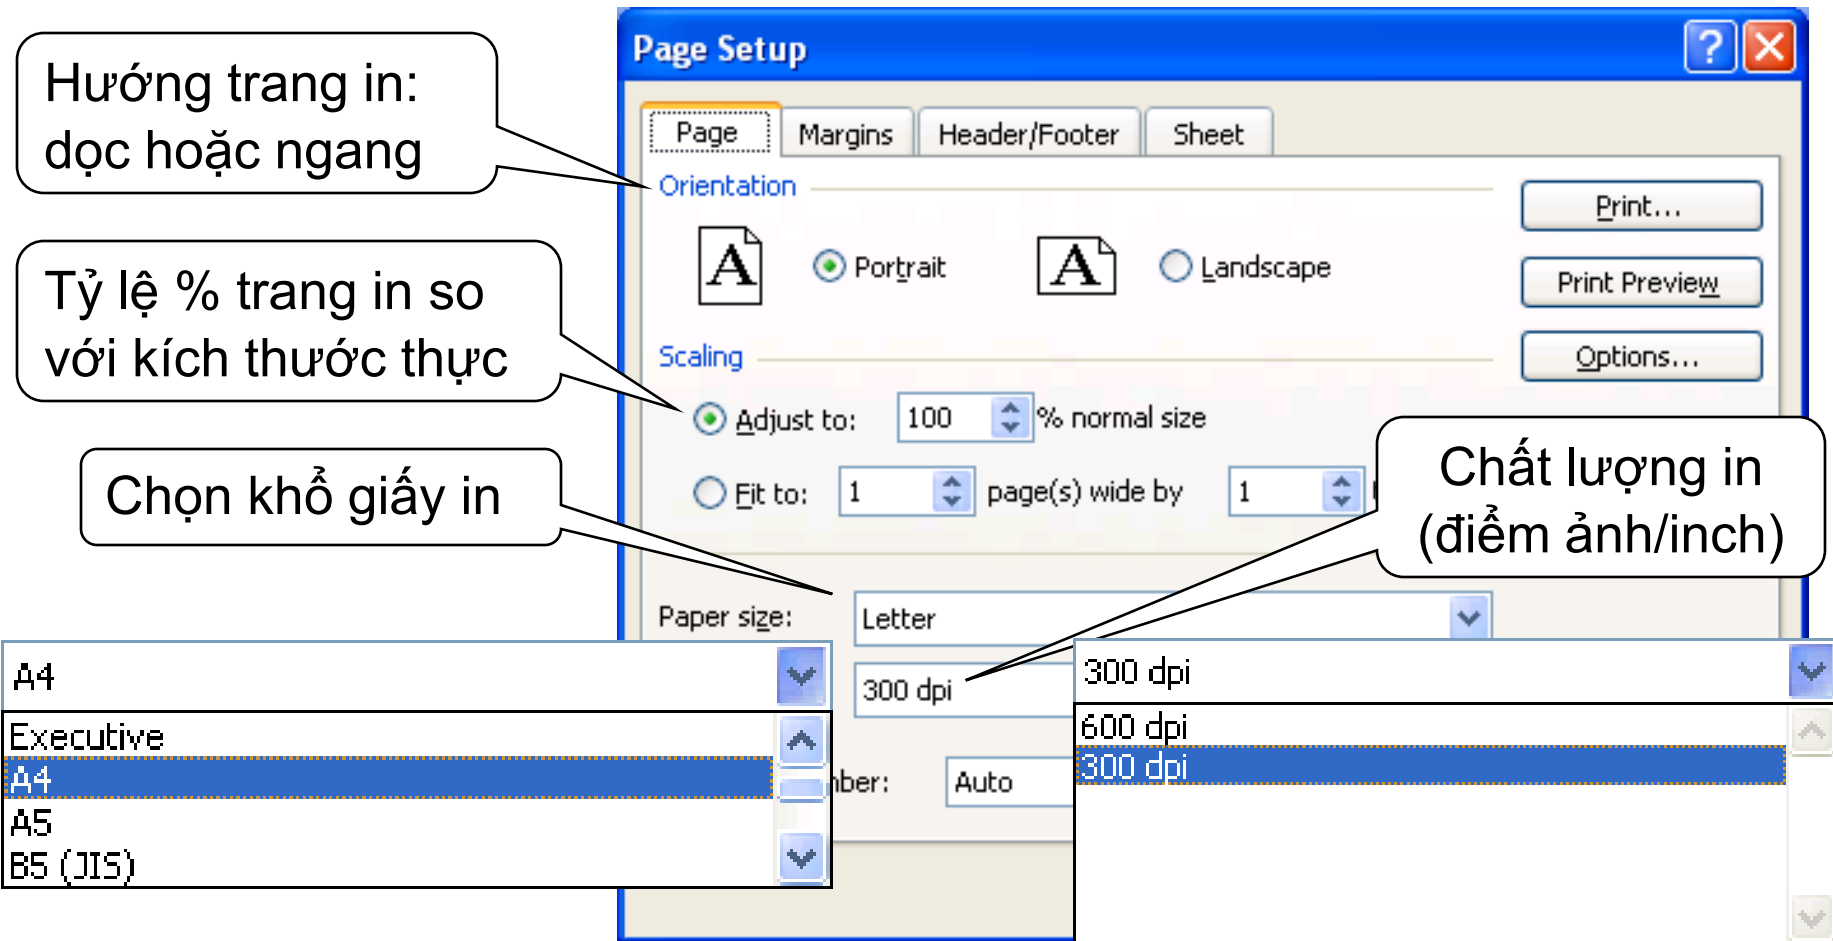 Page Setup
Hướng trang in:
dọc hoặc ngang
Page Margins Header/Footer Sheet
Orientation
Print...
Portrait Landscape
Print Preview
Tỷ lệ % trang in so
với kích thước thực
Scaling
Options...
Adjust to: 100 % normal size
Chọn khổ giấy in
Fit to: 1 page(s) wide by 1
Chất lượng in
(điểm ảnh/inch)
Paper size: Letter
300 dpi
Auto
A4
Executive
A4
A5
B5 (JIS)
300 dpi
600 dpi
300 dpi